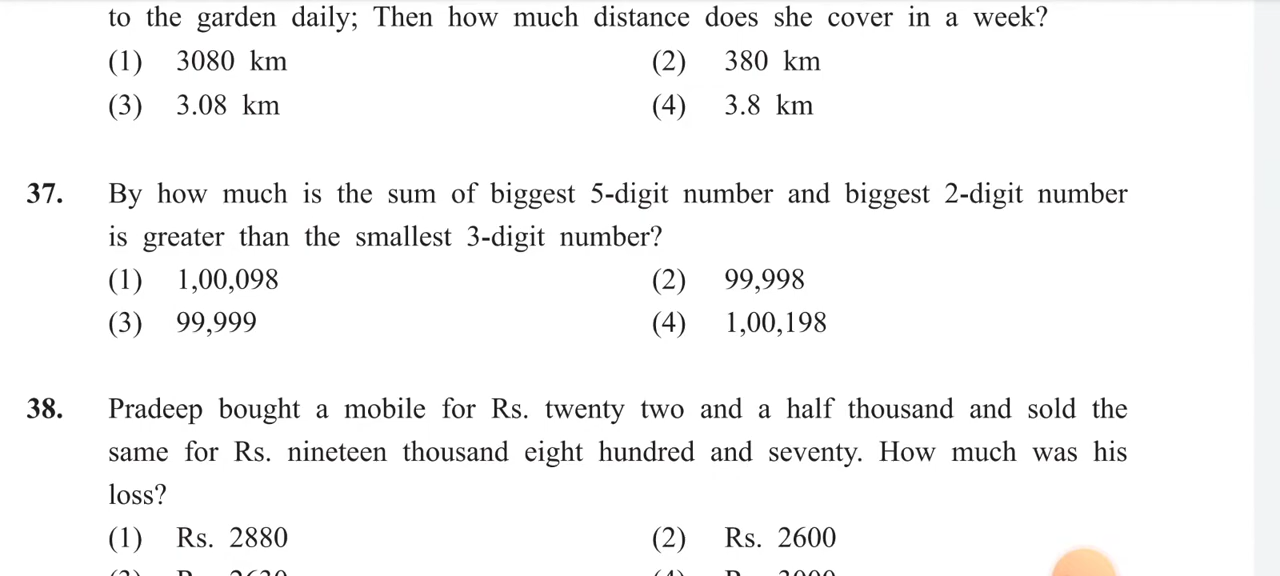 to the garden daily; Then how much distance does she cover in a week?
(1) 3080 km (2) 380 km
(3) 3.08 km (4) 3.8 km
37. By how much is the sum of biggest 5-digit number and biggest 2-digit number
is greater than the smallest 3-digit number?
(1) 1,00,098 (2) 99,998
(3) 99,999 (4) 1,00,198
38. Pradeep bought a mobile for Rs. twenty two and a half thousand and sold the
same for Rs. nineteen thousand eight hundred and seventy. How much was his
loss?
(1) Rs. 2880 (2) Rs. 2600